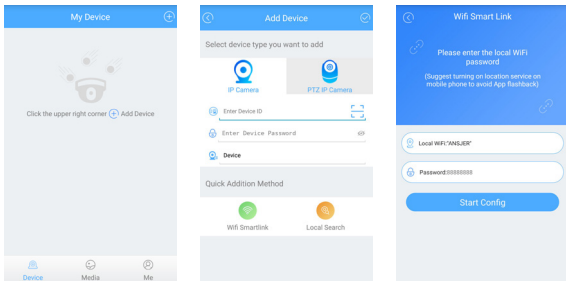 My Device
Click the upper right corner Add Device
Device
Media
Me
Add Device
Select device type you want to add
IP Camera
PTZ IP Camera
Enter Device ID
Enter Device Password
Device
Quick Addition Method
Wifi Smartlink
Local Search
Wifi Smart Link
Please enter the local WiFi
password
(Suggest turning on location service on
mobile phone to avoid App flashback)
Local WiFi:"ANSJER"
Password:88888888
Start Config